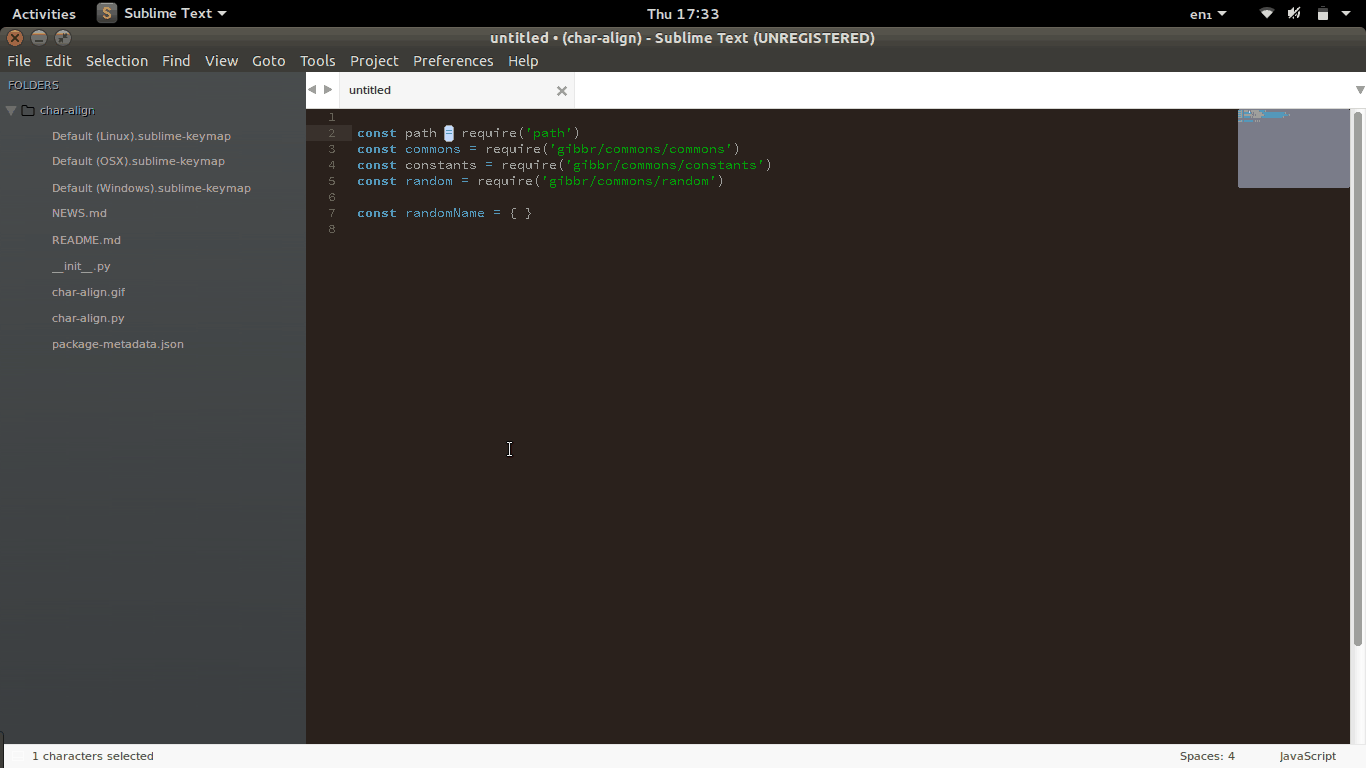 Activities S Sublime Text Thu 17:33 en₁
untitled • (char-align) - Sublime Text (UNREGISTERED)
File Edit Selection Find View Goto Tools Project Preferences Help
FOLDERS
char-align
Default (Linux).sublime-keymap
Default (OSX).sublime-keymap
Default (Windows).sublime-keymap
NEWS.md
README.md
__init__.py
char-align.gif
char-align.py
package-metadata.json
untitled
1
2 const path = require('path')
3 const commons = require('gibbr/commons/commons')
4 const constants = require('gibbr/commons/constants')
5 const random = require('gibbr/commons/random')
6
7 const randomName = { }
8
1 characters selected Spaces: 4 JavaScript